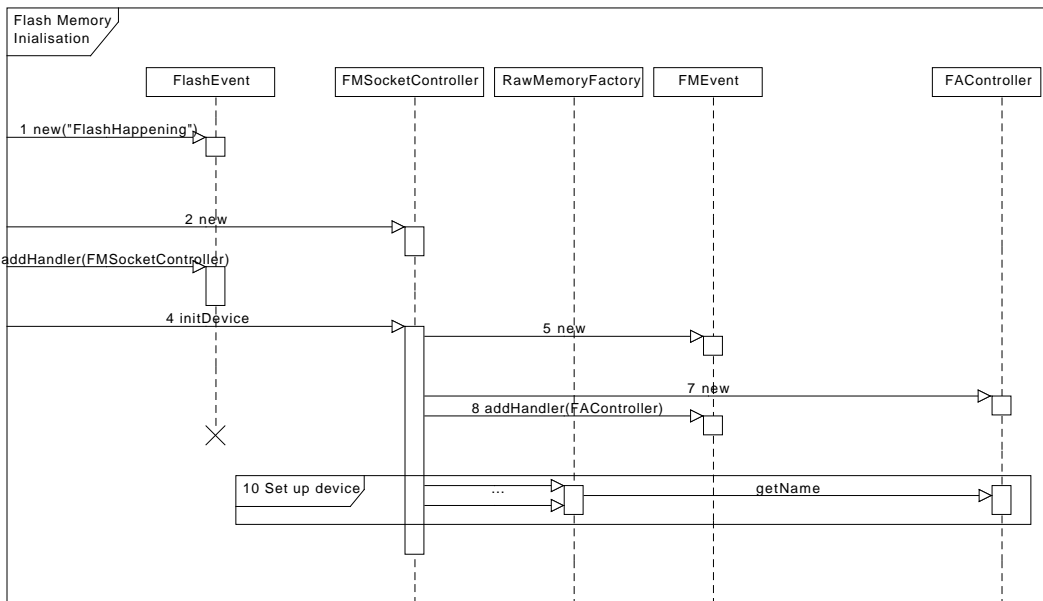 Flash Memory
Inialisation
FlashEvent
FMSocketController
RawMemoryFactory
FMEvent
FAController
1 new("FlashHappening")
2 new
addHandler(FMSocketController)
4 initDevice
5 new
7 new
8 addHandler(FAController)
10 Set up device
...
getName